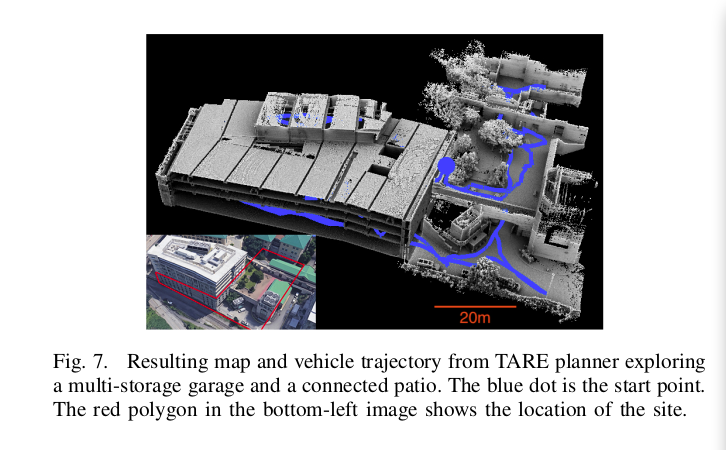 20m
Fig. 7. Resulting map and vehicle trajectory from TARE planner exploring
a multi-storage garage and a connected patio. The blue dot is the start point.
The red polygon in the bottom-left image shows the location of the site.